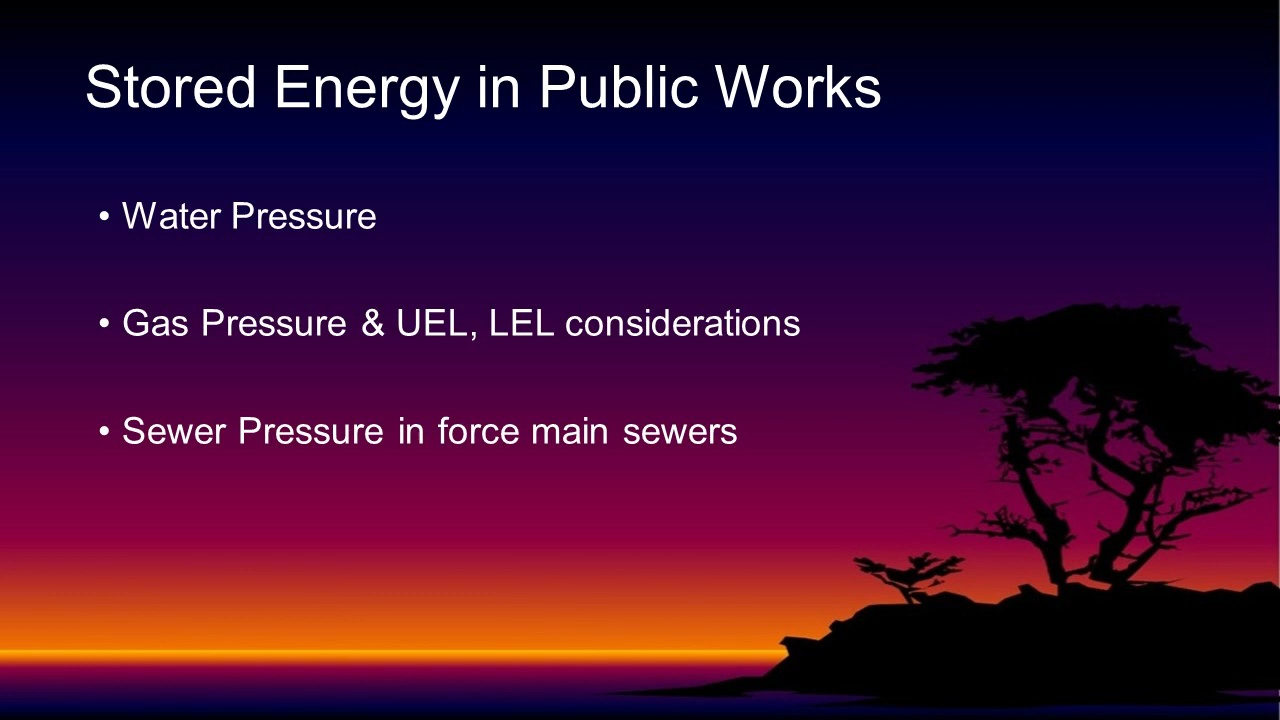 Stored Energy in Public Works
• Water Pressure
• Gas Pressure & UEL, LEL considerations
• Sewer Pressure in force main sewers